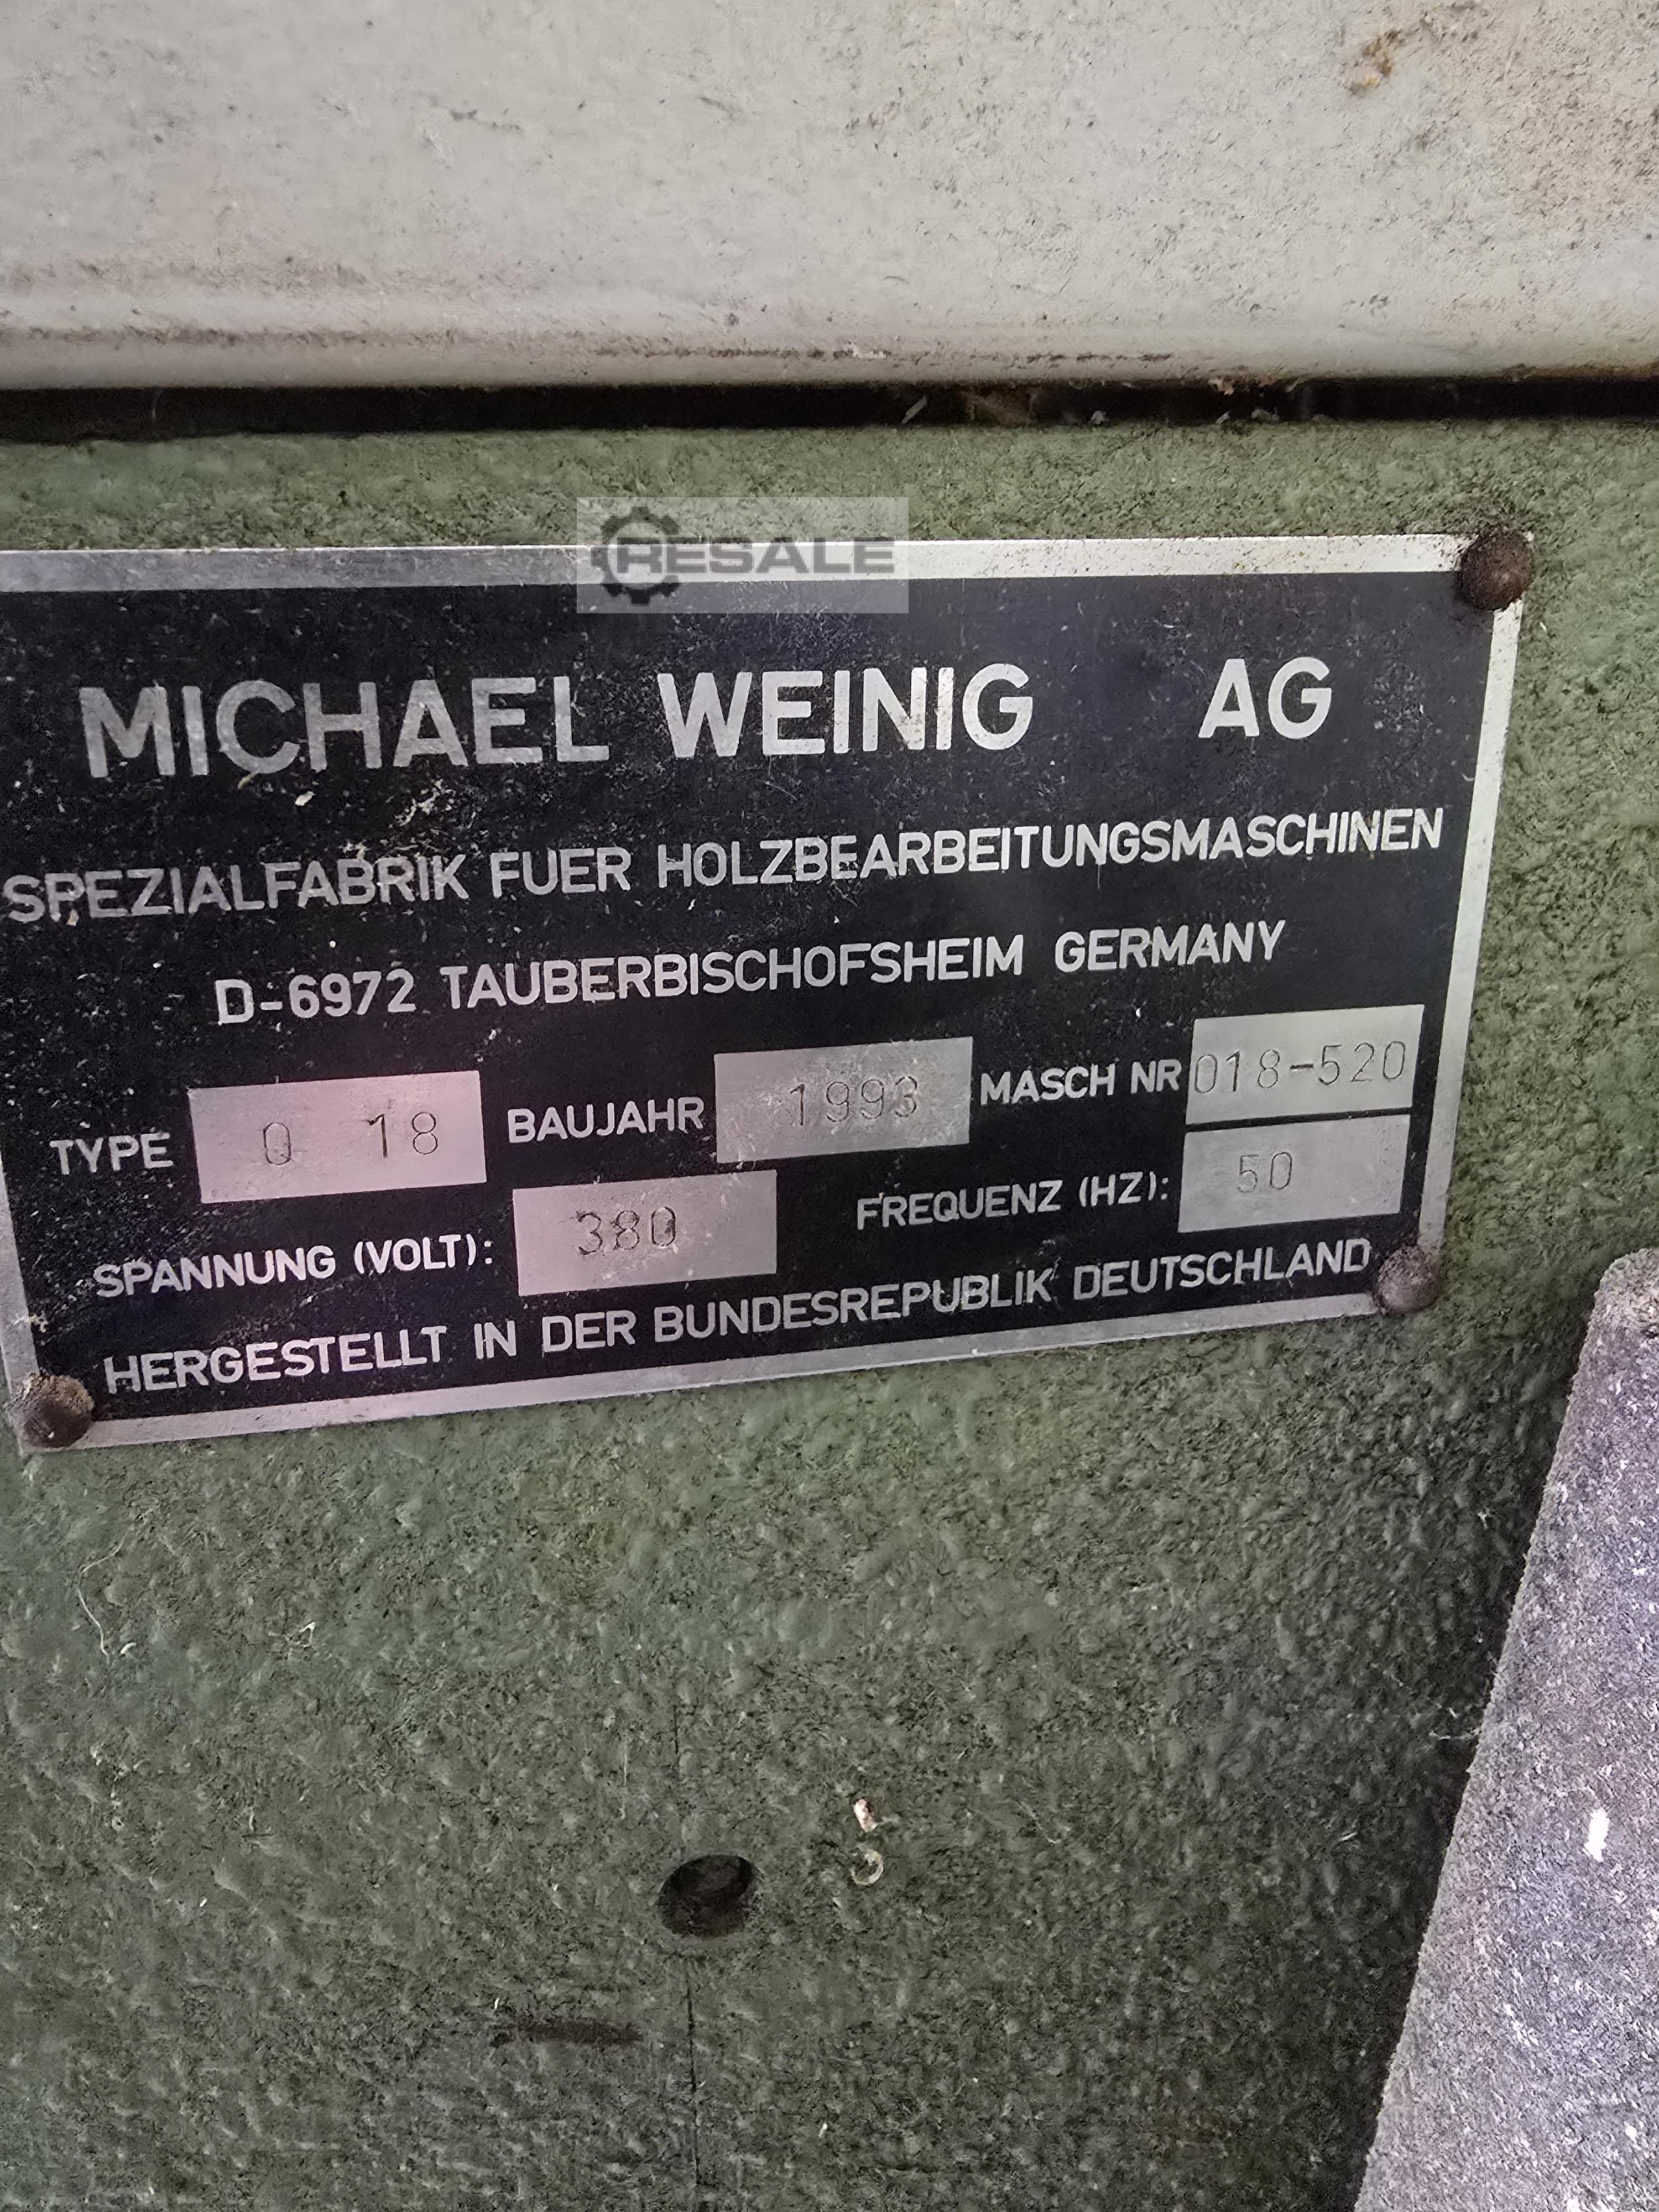 RESALE
MICHAEL WEINIG AG
SPEZIALFABRIK FUER HOLZBEARBEITUNGSMASCHINEN
D-6972 TAUBERBISCHOFSHEIM GERMANY
TYPE Q 18 BAUJAHR 1993 MASCH NR 018-520
SPANNUNG (VOLT): 380 FREQUENZ (HZ): 50
HERGESTELLT IN DER BUNDESREPUBLIK DEUTSCHLAND